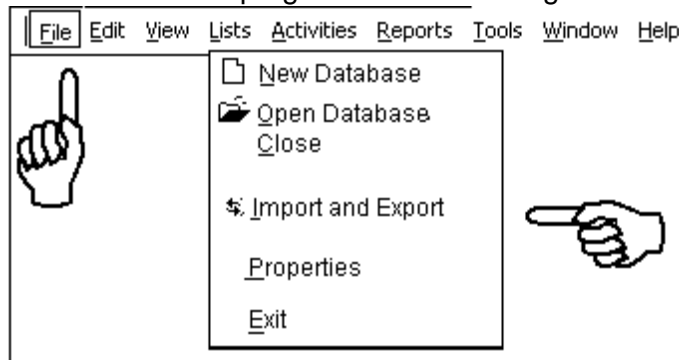 File Edit View Lists Activities Reports Tools Window Help
New Database
Open Database
Close
Import and Export
Properties
Exit